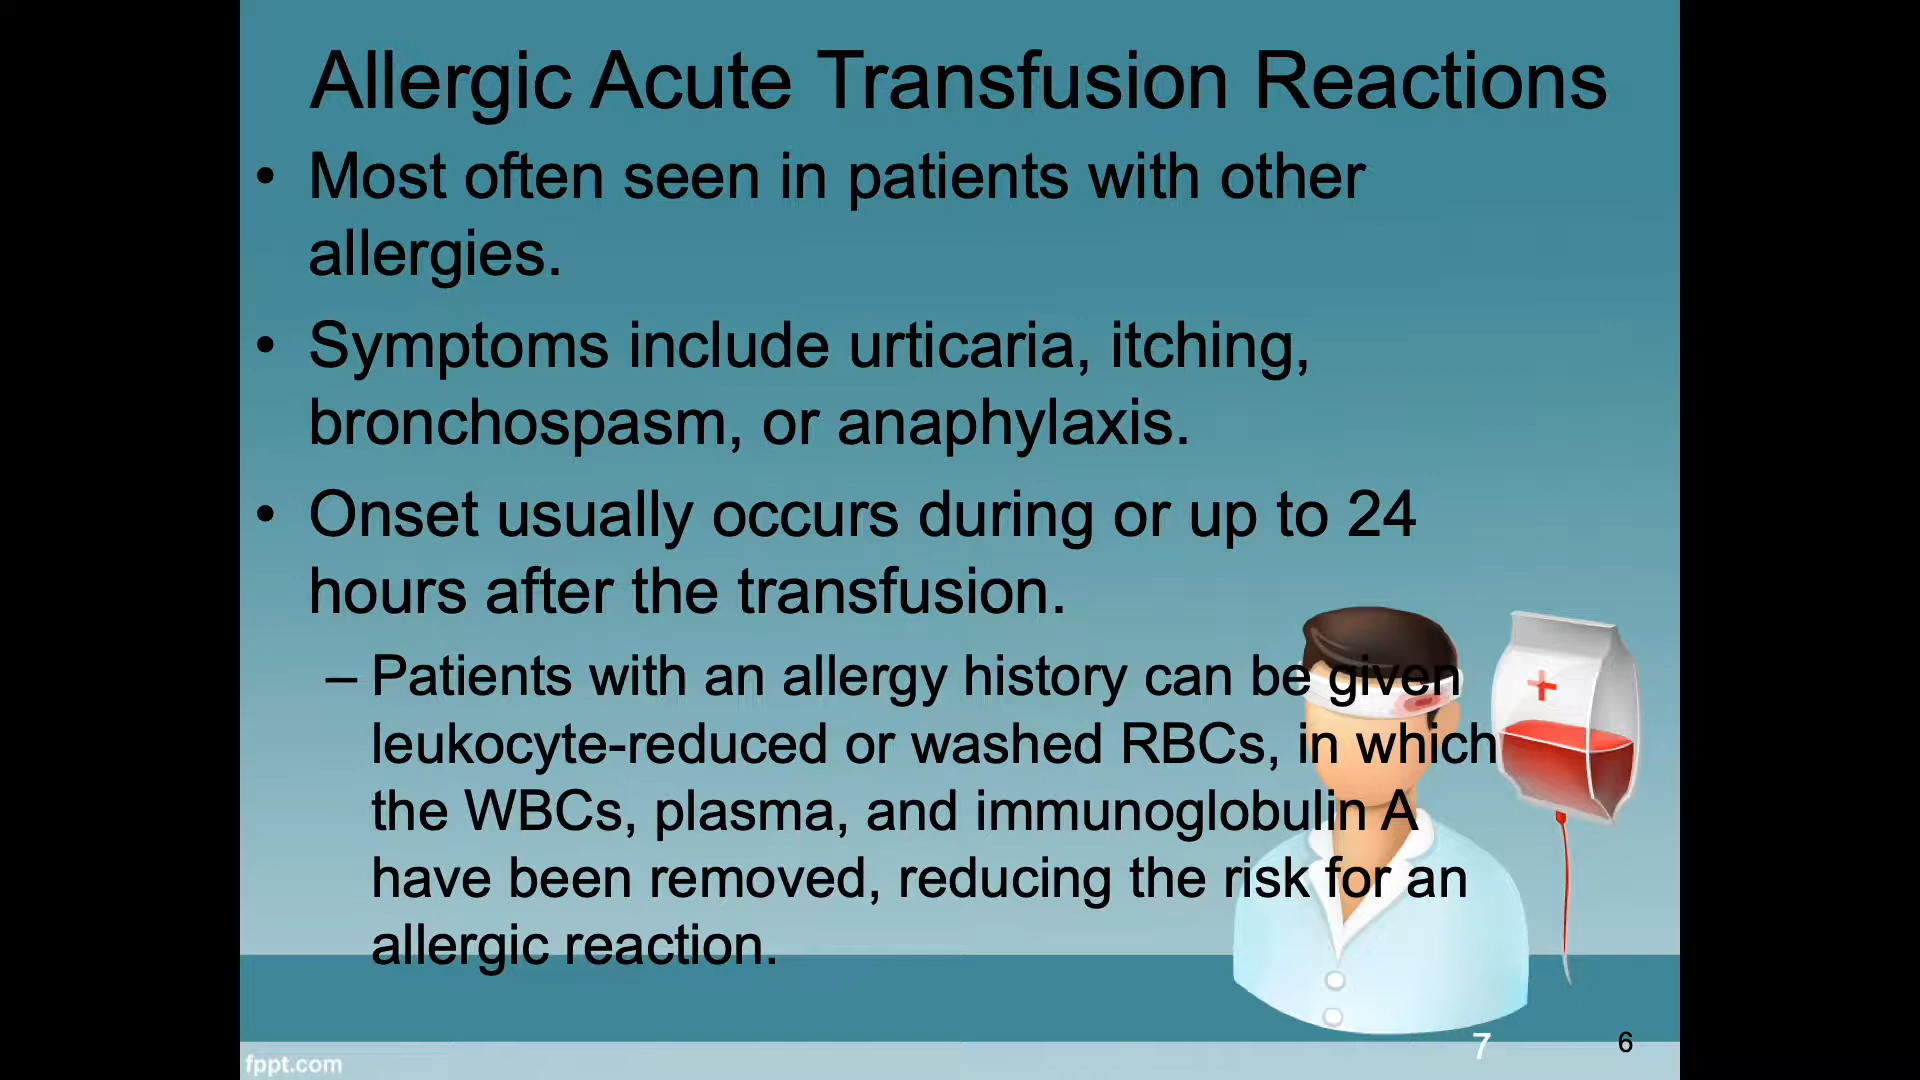 Allergic Acute Transfusion Reactions
• Most often seen in patients with other
allergies.
• Symptoms include urticaria, itching,
bronchospasm, or anaphylaxis.
• Onset usually occurs during or up to 24
hours after the transfusion.
– Patients with an allergy history can be given
leukocyte-reduced or washed RBCs, in which
the WBCs, plasma, and immunoglobulin A
have been removed, reducing the risk for an
allergic reaction.
7
6
fppt.com